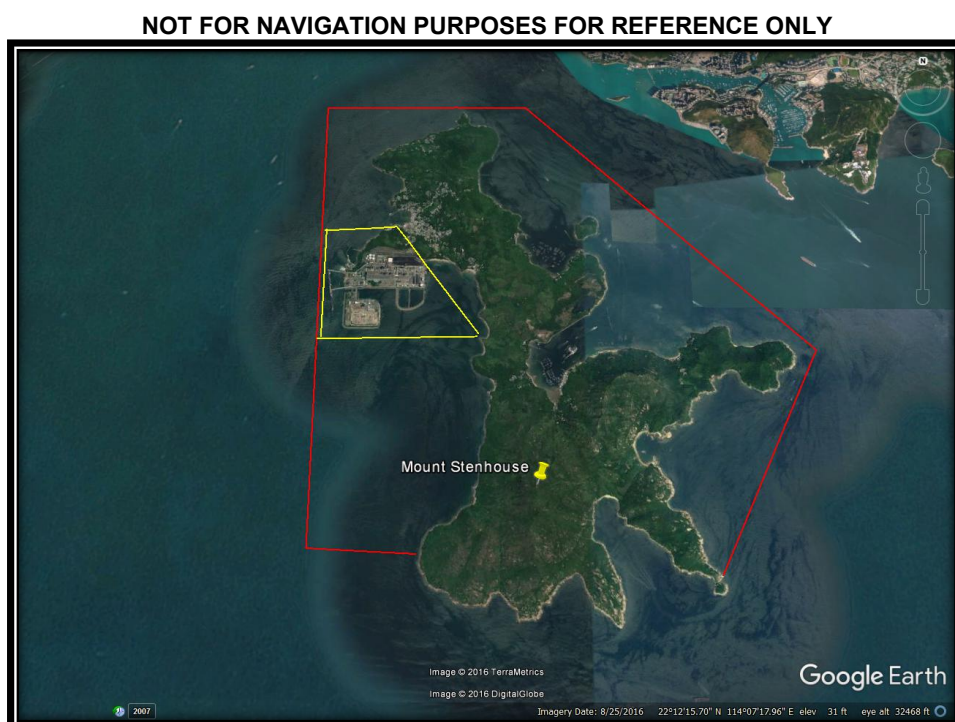 NOT FOR NAVIGATION PURPOSES FOR REFERENCE ONLY
N
Mount Stenhouse
Image © 2016 TerraMetrics
Image © 2016 DigitalGlobe
Google Earth
2007
Imagery Date: 8/25/2016 22°12'15.70" N 114°07'17.96" E elev 31 ft eye alt 32468 ft